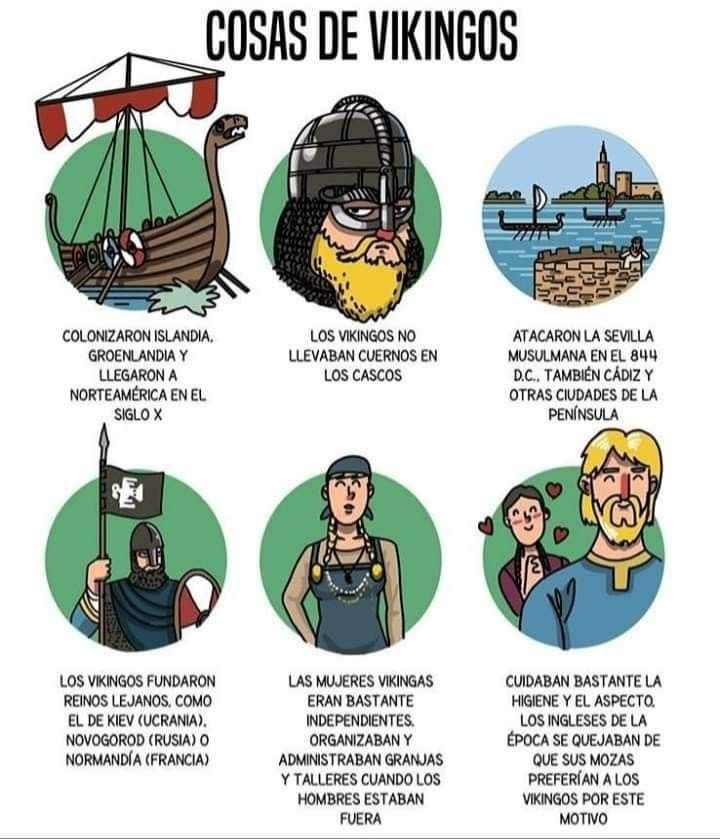 COSAS DE VIKINGOS
COLONIZARON ISLANDIA,
GROENLANDIA Y
LLEGARON A
NORTEAMÉRICA EN EL
SIGLO X
LOS VIKINGOS NO
LLEVABAN CUERNOS EN
LOS CASCOS
ATACARON LA SEVILLA
MUSULMANA EN EL 844
D.C., TAMBIÉN CÁDIZ Y
OTRAS CIUDADES DE LA
PENÍNSULA
LOS VIKINGOS FUNDARON
REINOS LEJANOS, COMO
EL DE KIEV (UCRANIA),
NOVOGOROD (RUSIA) O
NORMANDÍA (FRANCIA)
LAS MUJERES VIKINGAS
ERAN BASTANTE
INDEPENDIENTES,
ORGANIZABAN Y
ADMINISTRABAN GRANJAS
Y TALLERES CUANDO LOS
HOMBRES ESTABAN
FUERA
CUIDABAN BASTANTE LA
HIGIENE Y EL ASPECTO,
LOS INGLESES DE LA
ÉPOCA SE QUEJABAN DE
QUE SUS MOZAS
PREFERÍAN A LOS
VIKINGOS POR ESTE
MOTIVO